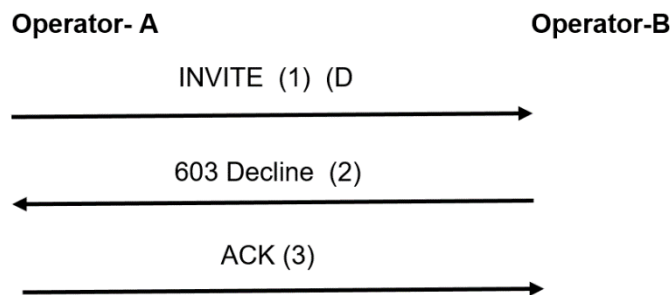 Operator- A Operator-B
INVITE (1) (D
603 Decline (2)
ACK (3)